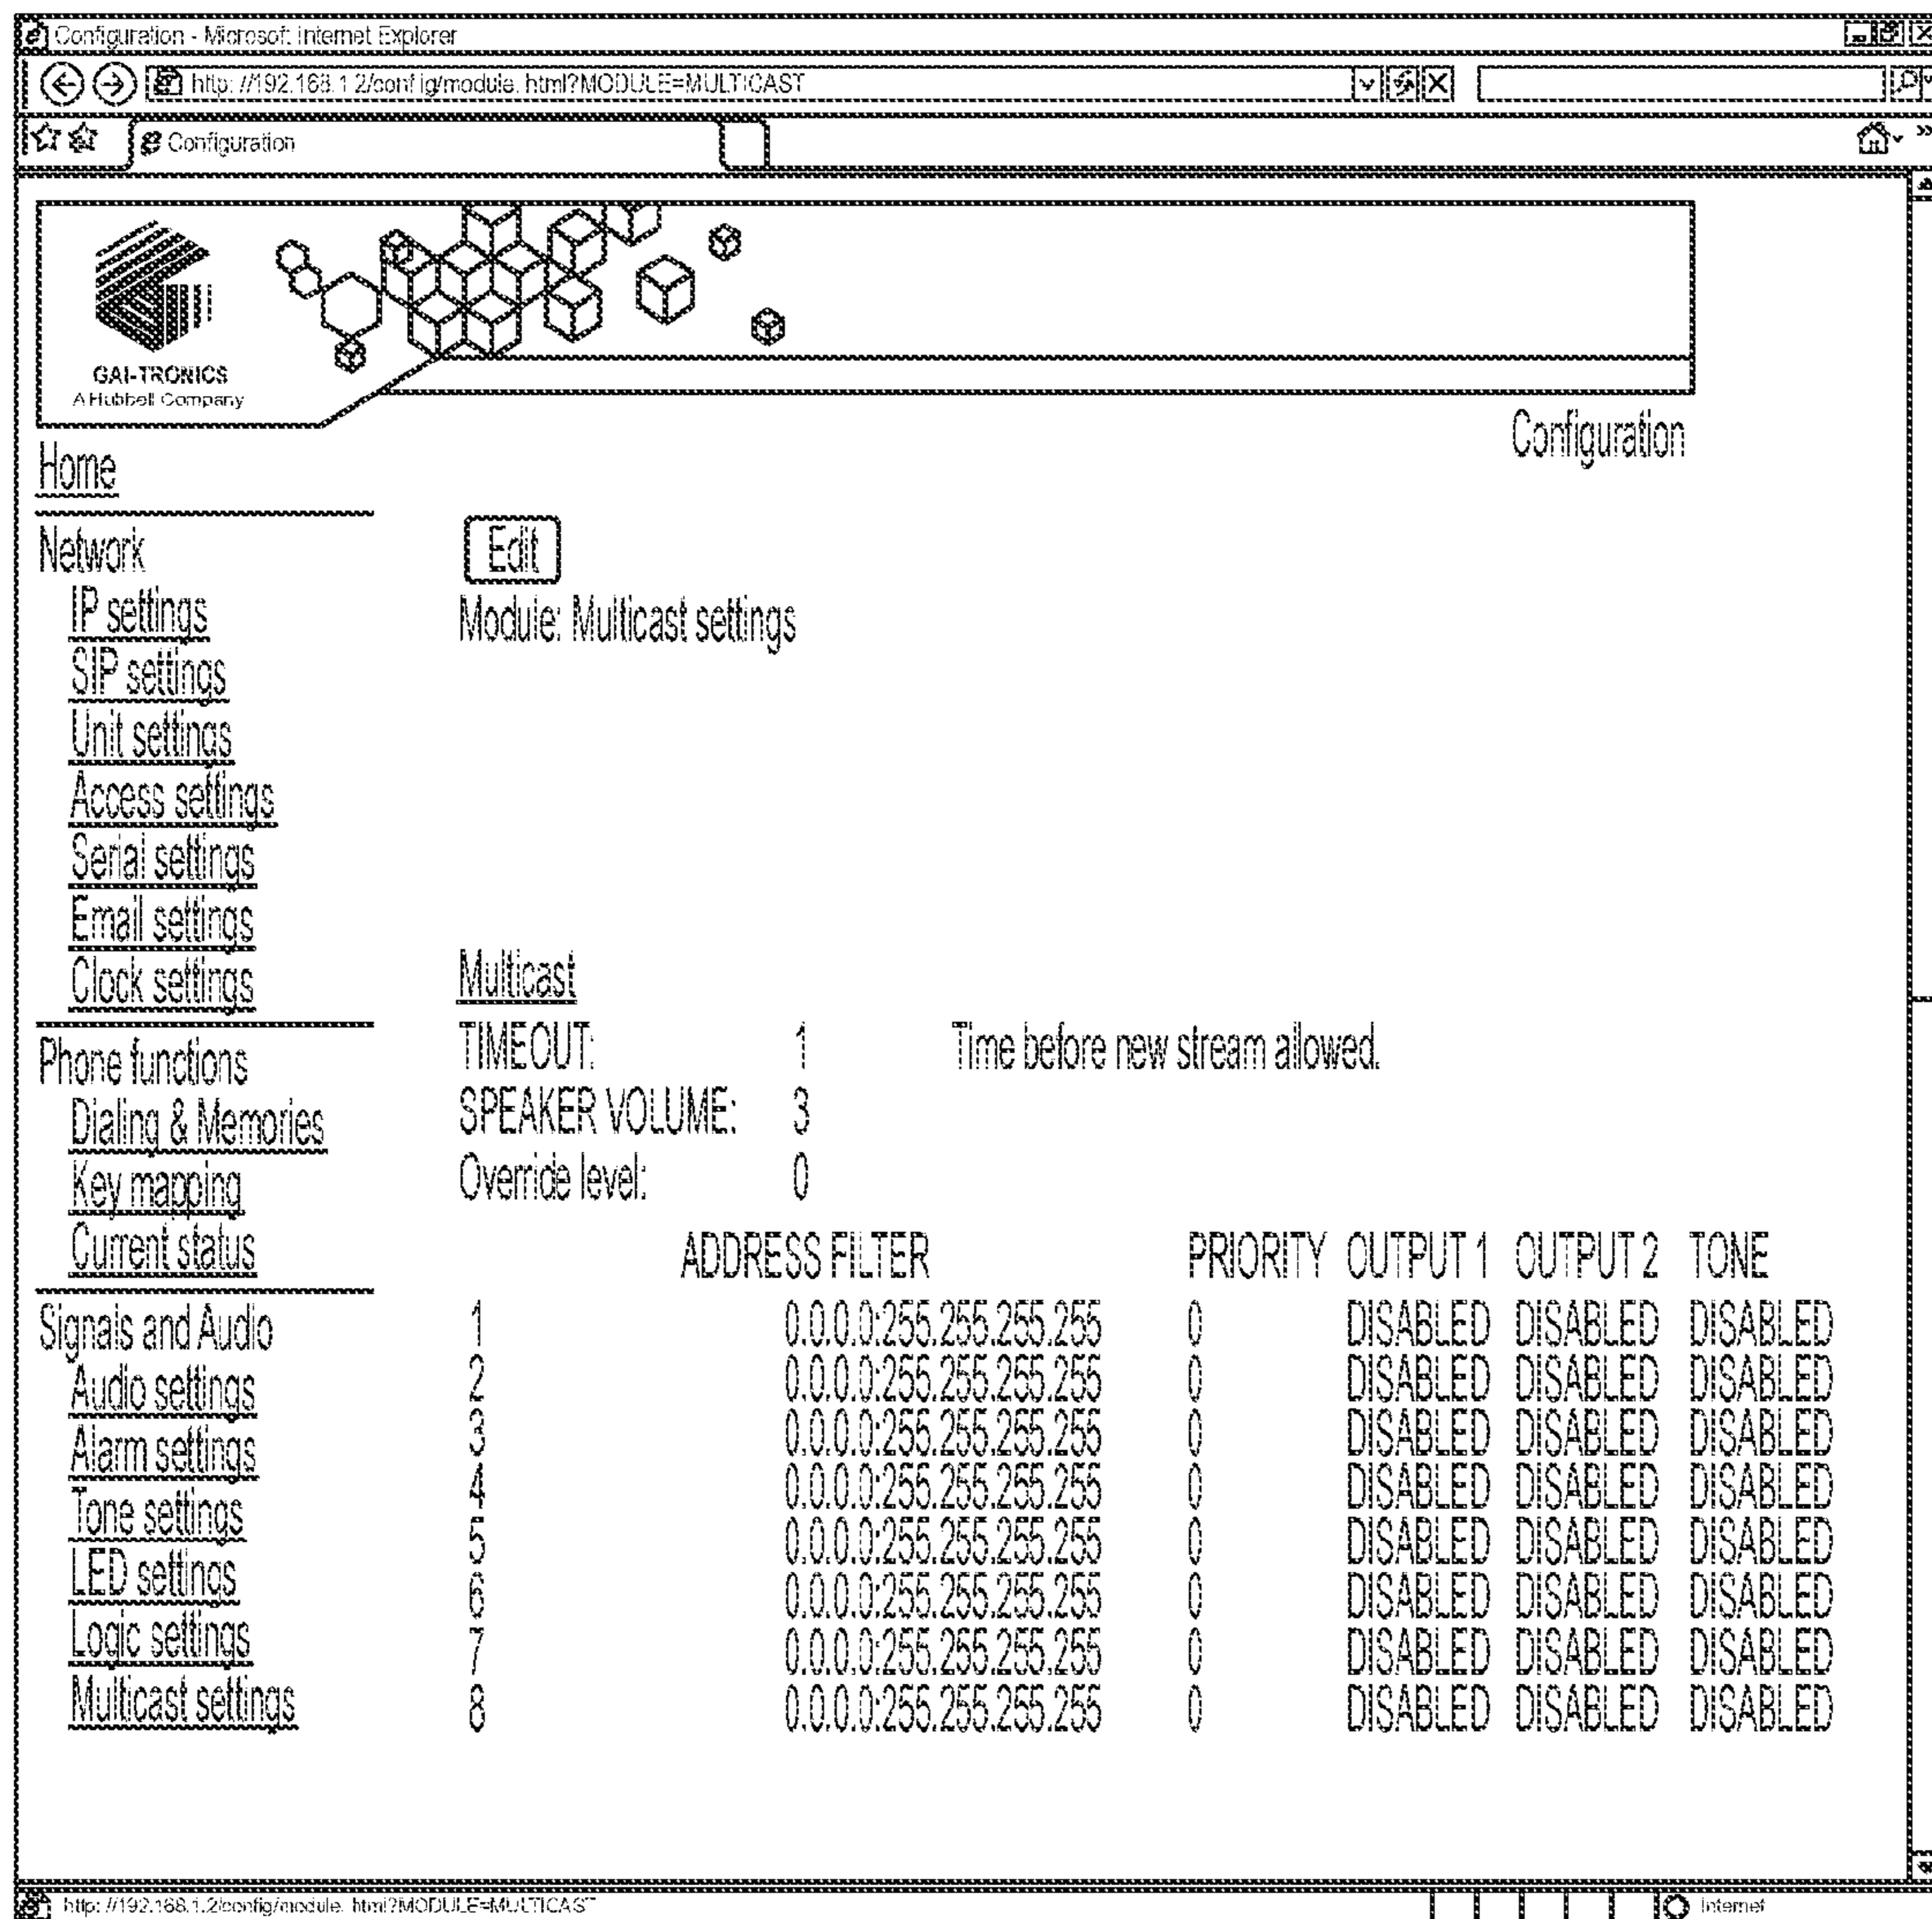 Configuration - Microsoft Internet Explorer
http: //192.168.1.2/config/module. html?MODULE=MULTICAST
Configuration
GAI-TRONICS
A Hubbell Company
Configuration
Home
Network
IP settings
SIP settings
Unit settings
Access settings
Serial settings
Email settings
Clock settings
Phone functions
Dialing & Memories
Key mapping
Current status
Signals and Audio
Audio settings
Alarm settings
Tone settings
LED settings
Logic settings
Multicast settings
Edit
Module: Multicast settings
Multicast
TIMEOUT: 1 Time before new stream allowed.
SPEAKER VOLUME: 3
Override level: 0
ADDRESS FILTER PRIORITY OUTPUT 1 OUTPUT 2 TONE
1 0.0.0.0:255.255.255.255 0 DISABLED DISABLED DISABLED
2 0.0.0.0:255.255.255.255 0 DISABLED DISABLED DISABLED
3 0.0.0.0:255.255.255.255 0 DISABLED DISABLED DISABLED
4 0.0.0.0:255.255.255.255 0 DISABLED DISABLED DISABLED
5 0.0.0.0:255.255.255.255 0 DISABLED DISABLED DISABLED
6 0.0.0.0:255.255.255.255 0 DISABLED DISABLED DISABLED
7 0.0.0.0:255.255.255.255 0 DISABLED DISABLED DISABLED
8 0.0.0.0:255.255.255.255 0 DISABLED DISABLED DISABLED
http: //192.168.1.2/config/module. html?MODULE=MULTICAST
Internet